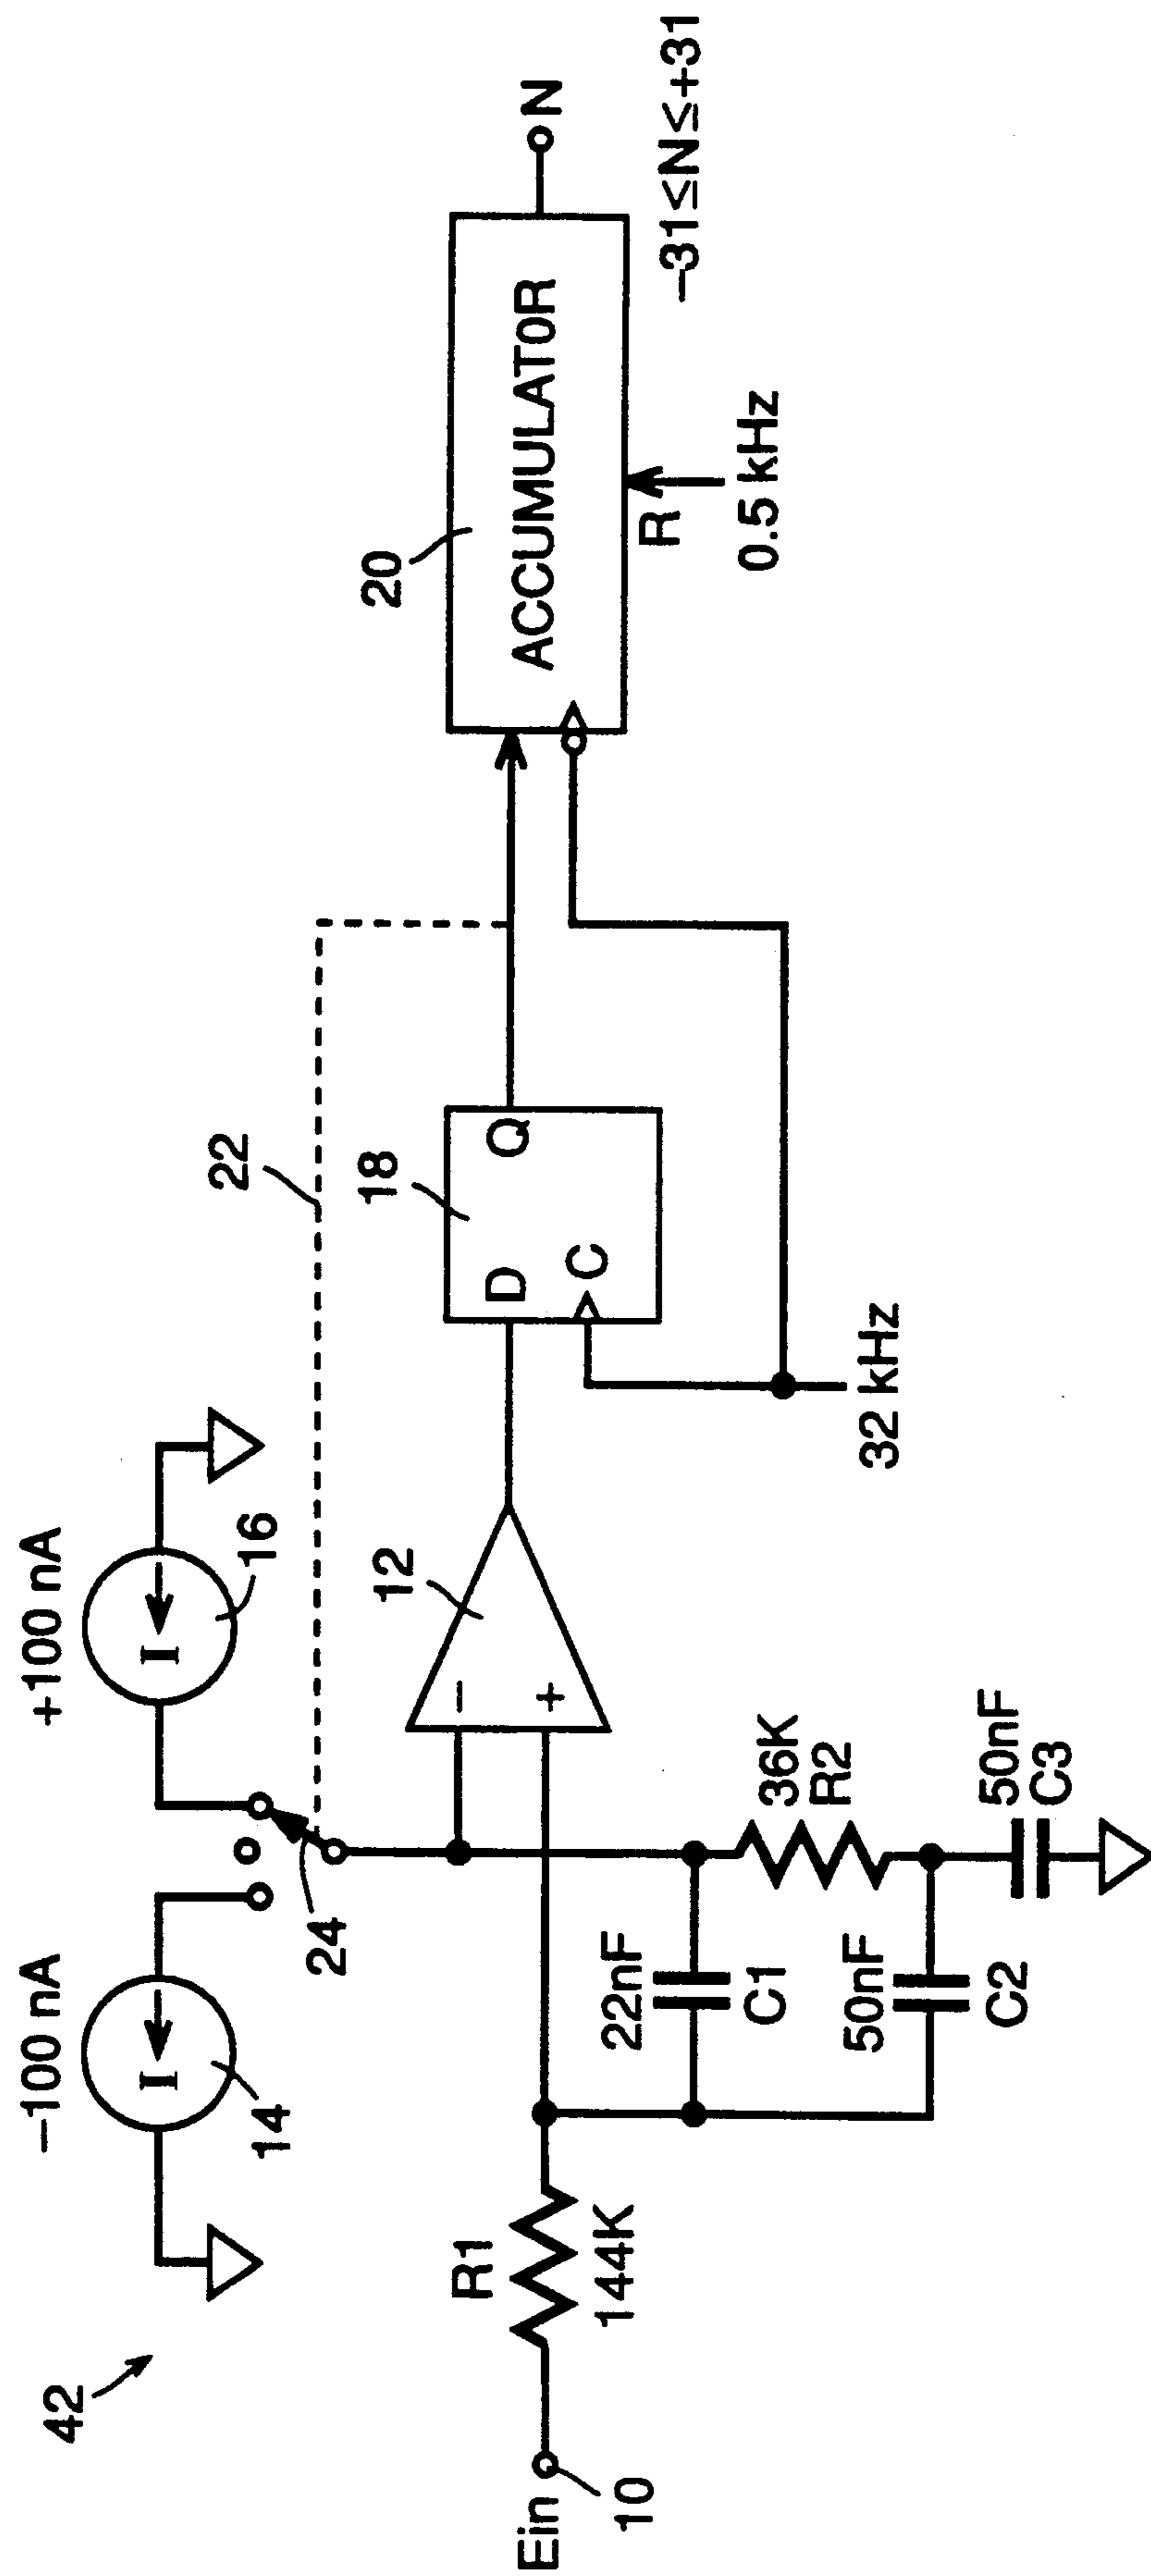 42
−100 nA
+100 nA
I
I
14
16
24
22
Ein
10
R1
144K
12
−
+
22nF
C1
36K
R2
50nF
C2
50nF
C3
D
Q
C
18
32 kHz
20
ACCUMULATOR
R
0.5 kHz
N
−31≤N≤+31